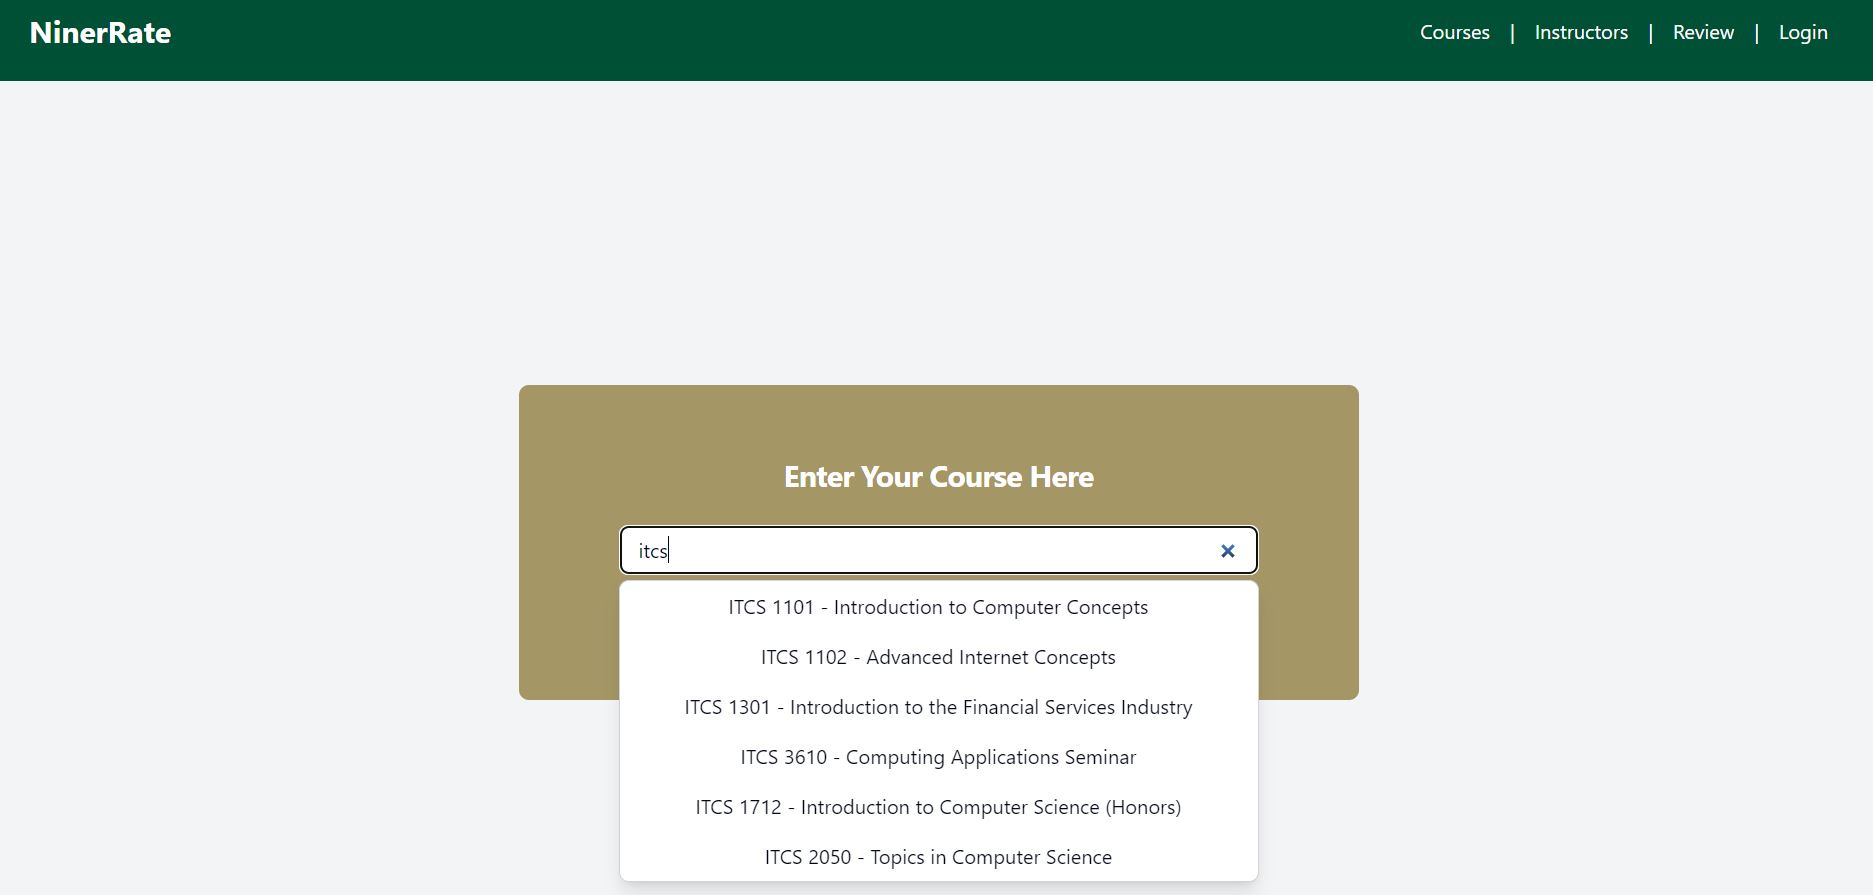 NinerRate
Courses | Instructors | Review | Login
Enter Your Course Here
itcs
ITCS 1101 - Introduction to Computer Concepts
ITCS 1102 - Advanced Internet Concepts
ITCS 1301 - Introduction to the Financial Services Industry
ITCS 3610 - Computing Applications Seminar
ITCS 1712 - Introduction to Computer Science (Honors)
ITCS 2050 - Topics in Computer Science